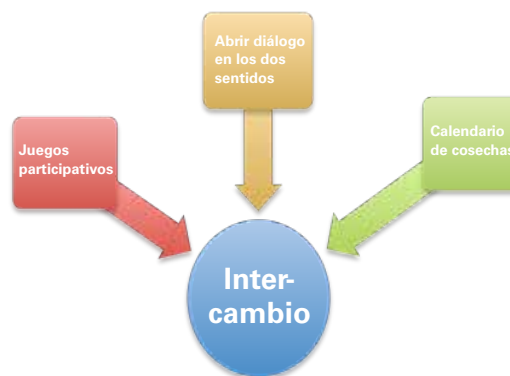 Abrir diálogo
en los dos
sentidos
Juegos
participativos
Calendario
de cosechas
Inter-
cambio